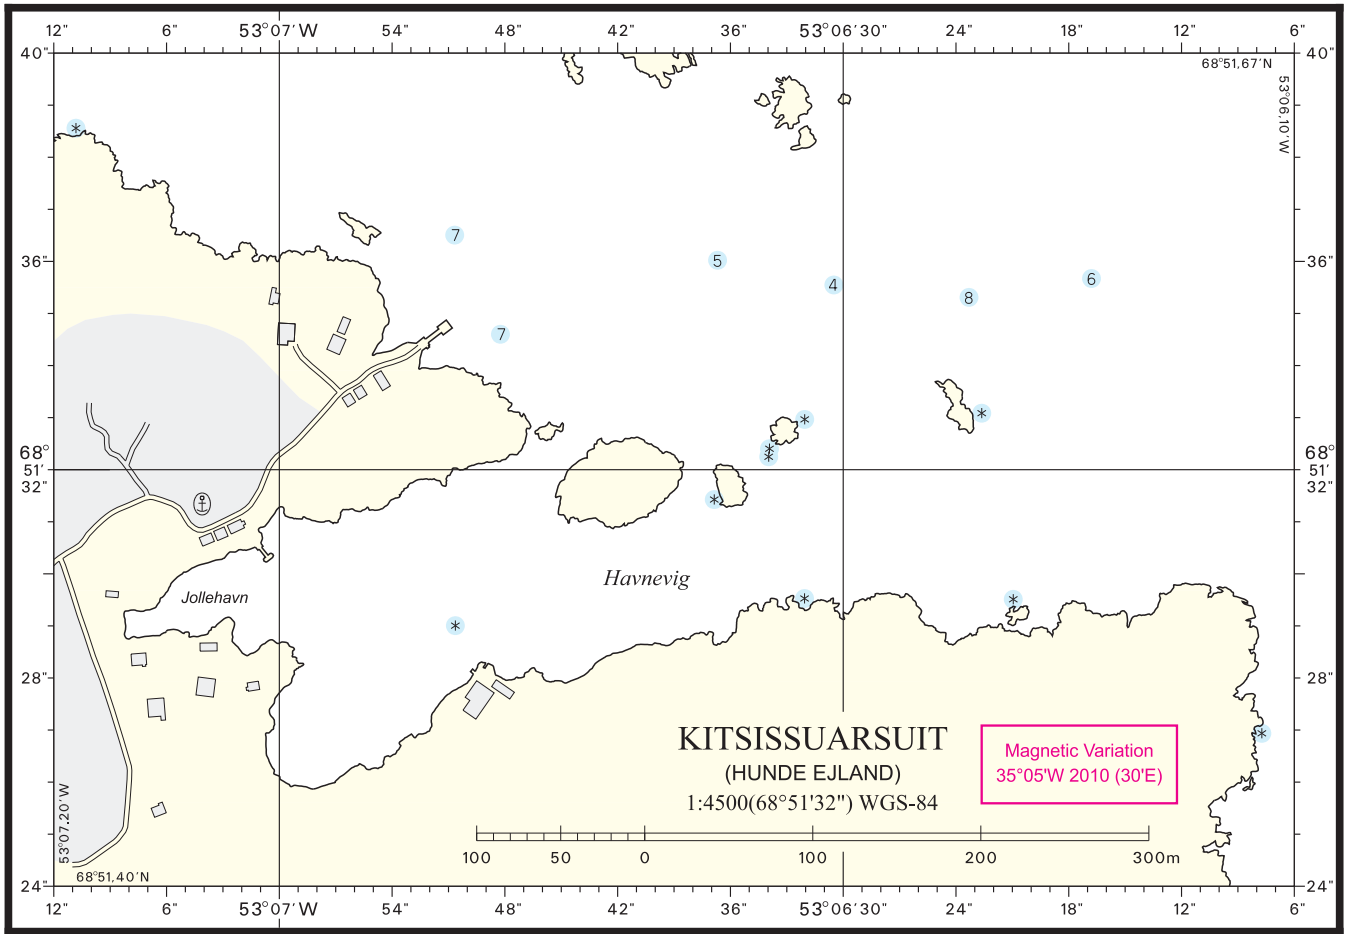 12" 6" 53°07'W 54" 48" 42" 36" 53°06'30" 24" 18" 12" 6"
40" 40"
68°51,67'N
53°06.10'W
7
36" 5 36"
6
4
8
7
68° 68°
51' 51'
32" 32"
Havnevig
Jollehavn
28" 28"
KITSISSUARSUIT
(HUNDE EJLAND)
1:4500(68°51'32") WGS-84
Magnetic Variation
35°05'W 2010 (30'E)
53°07.20'W
100 50 0 100 200 300m
68°51,40'N
24" 24"
12" 6" 53°07'W 54" 48" 42" 36" 53°06'30" 24" 18" 12" 6"